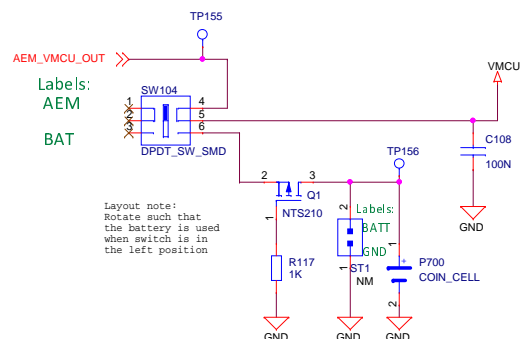 TP155
AEM_VMCU_OUT
VMCU
Labels:
AEM
SW104
1
4
2
5
3
6
BAT
DPDT_SW_SMD
C108
100N
TP156
2
3
Q1
NTS210
GND
Layout note:
Rotate such that
the battery is used
when switch is in
the left position
1
2
Labels:
BATT
GND
1
P700
COIN_CELL
+
R117
1K
1
ST1
NM
2
GND
GND
GND